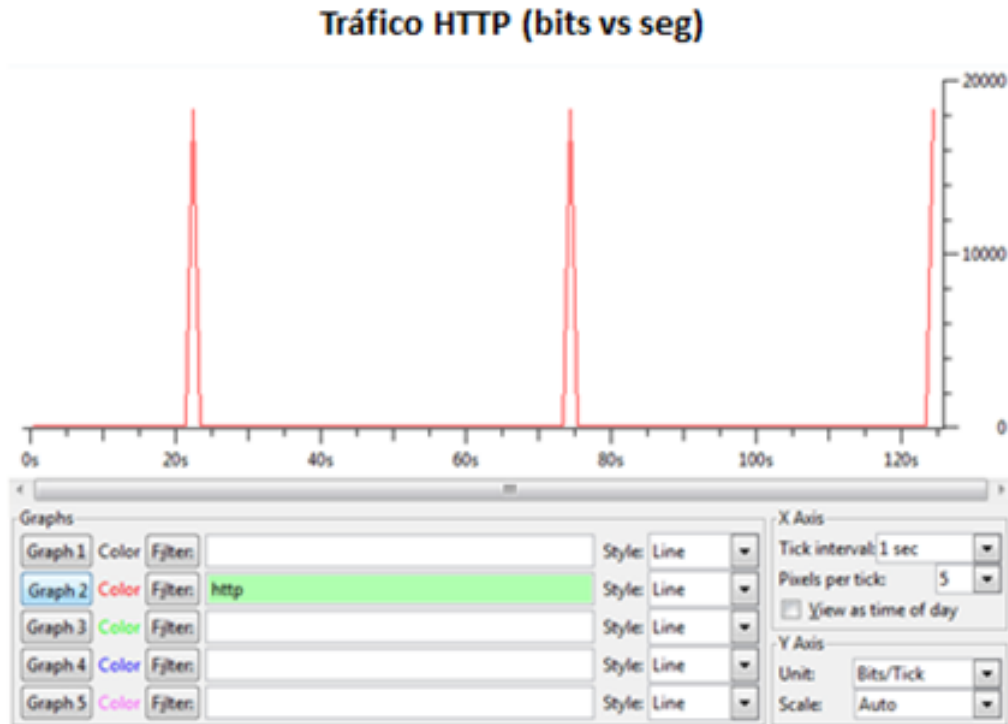 Tráfico HTTP (bits vs seg)
20000
10000
0
0s 20s 40s 60s 80s 100s 120s
Graphs
Graph 1 Color Filter: Style: Line
Graph 2 Color Filter: http Style: Line
Graph 3 Color Filter: Style: Line
Graph 4 Color Filter: Style: Line
Graph 5 Color Filter: Style: Line
X Axis
Tick interval: 1 sec
Pixels per tick: 5
View as time of day
Y Axis
Unit: Bits/Tick
Scale: Auto